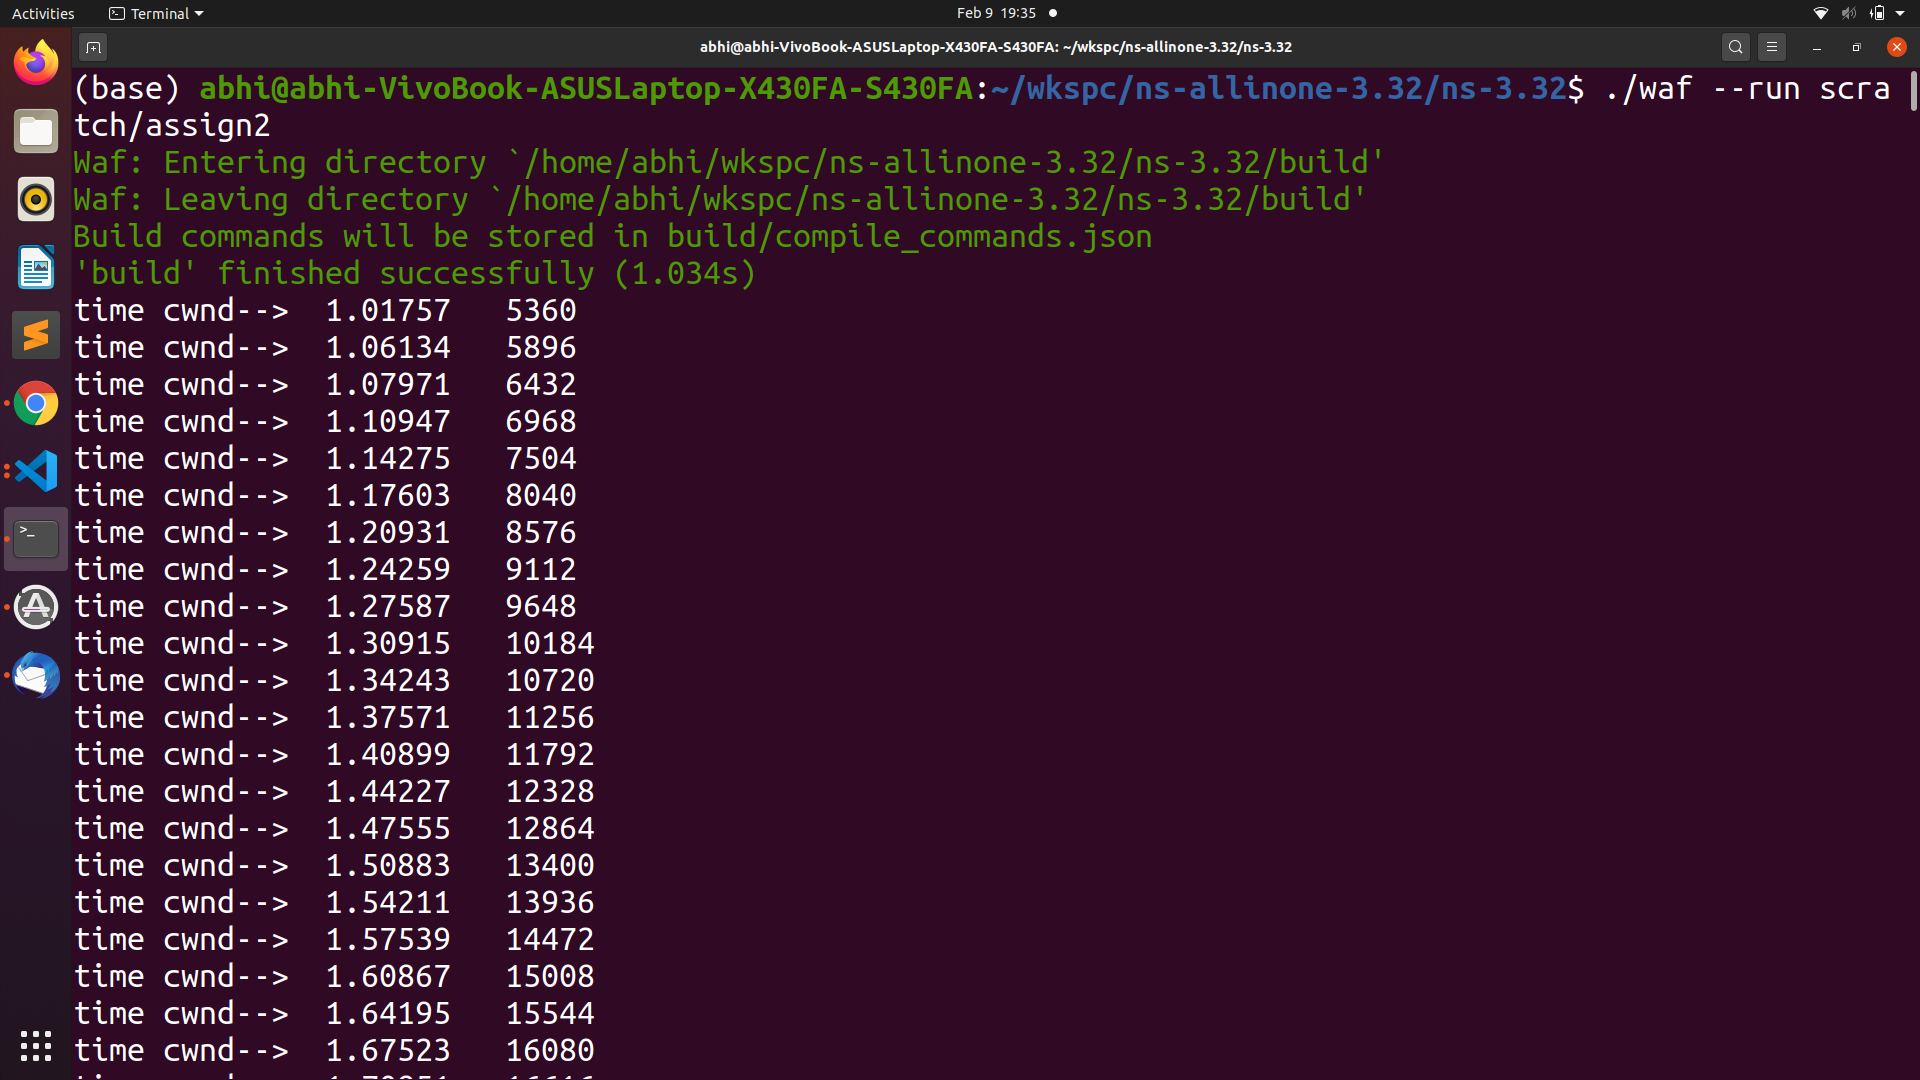 Activities
Terminal
Feb 9 19:35
abhi@abhi-VivoBook-ASUSLaptop-X430FA-S430FA: ~/wkspc/ns-allinone-3.32/ns-3.32
(base) abhi@abhi-VivoBook-ASUSLaptop-X430FA-S430FA:~/wkspc/ns-allinone-3.32/ns-3.32$ ./waf --run scra
tch/assign2
Waf: Entering directory `/home/abhi/wkspc/ns-allinone-3.32/ns-3.32/build'
Waf: Leaving directory `/home/abhi/wkspc/ns-allinone-3.32/ns-3.32/build'
Build commands will be stored in build/compile_commands.json
'build' finished successfully (1.034s)
time cwnd--> 1.01757 5360
time cwnd--> 1.06134 5896
time cwnd--> 1.07971 6432
time cwnd--> 1.10947 6968
time cwnd--> 1.14275 7504
time cwnd--> 1.17603 8040
time cwnd--> 1.20931 8576
time cwnd--> 1.24259 9112
time cwnd--> 1.27587 9648
time cwnd--> 1.30915 10184
time cwnd--> 1.34243 10720
time cwnd--> 1.37571 11256
time cwnd--> 1.40899 11792
time cwnd--> 1.44227 12328
time cwnd--> 1.47555 12864
time cwnd--> 1.50883 13400
time cwnd--> 1.54211 13936
time cwnd--> 1.57539 14472
time cwnd--> 1.60867 15008
time cwnd--> 1.64195 15544
time cwnd--> 1.67523 16080